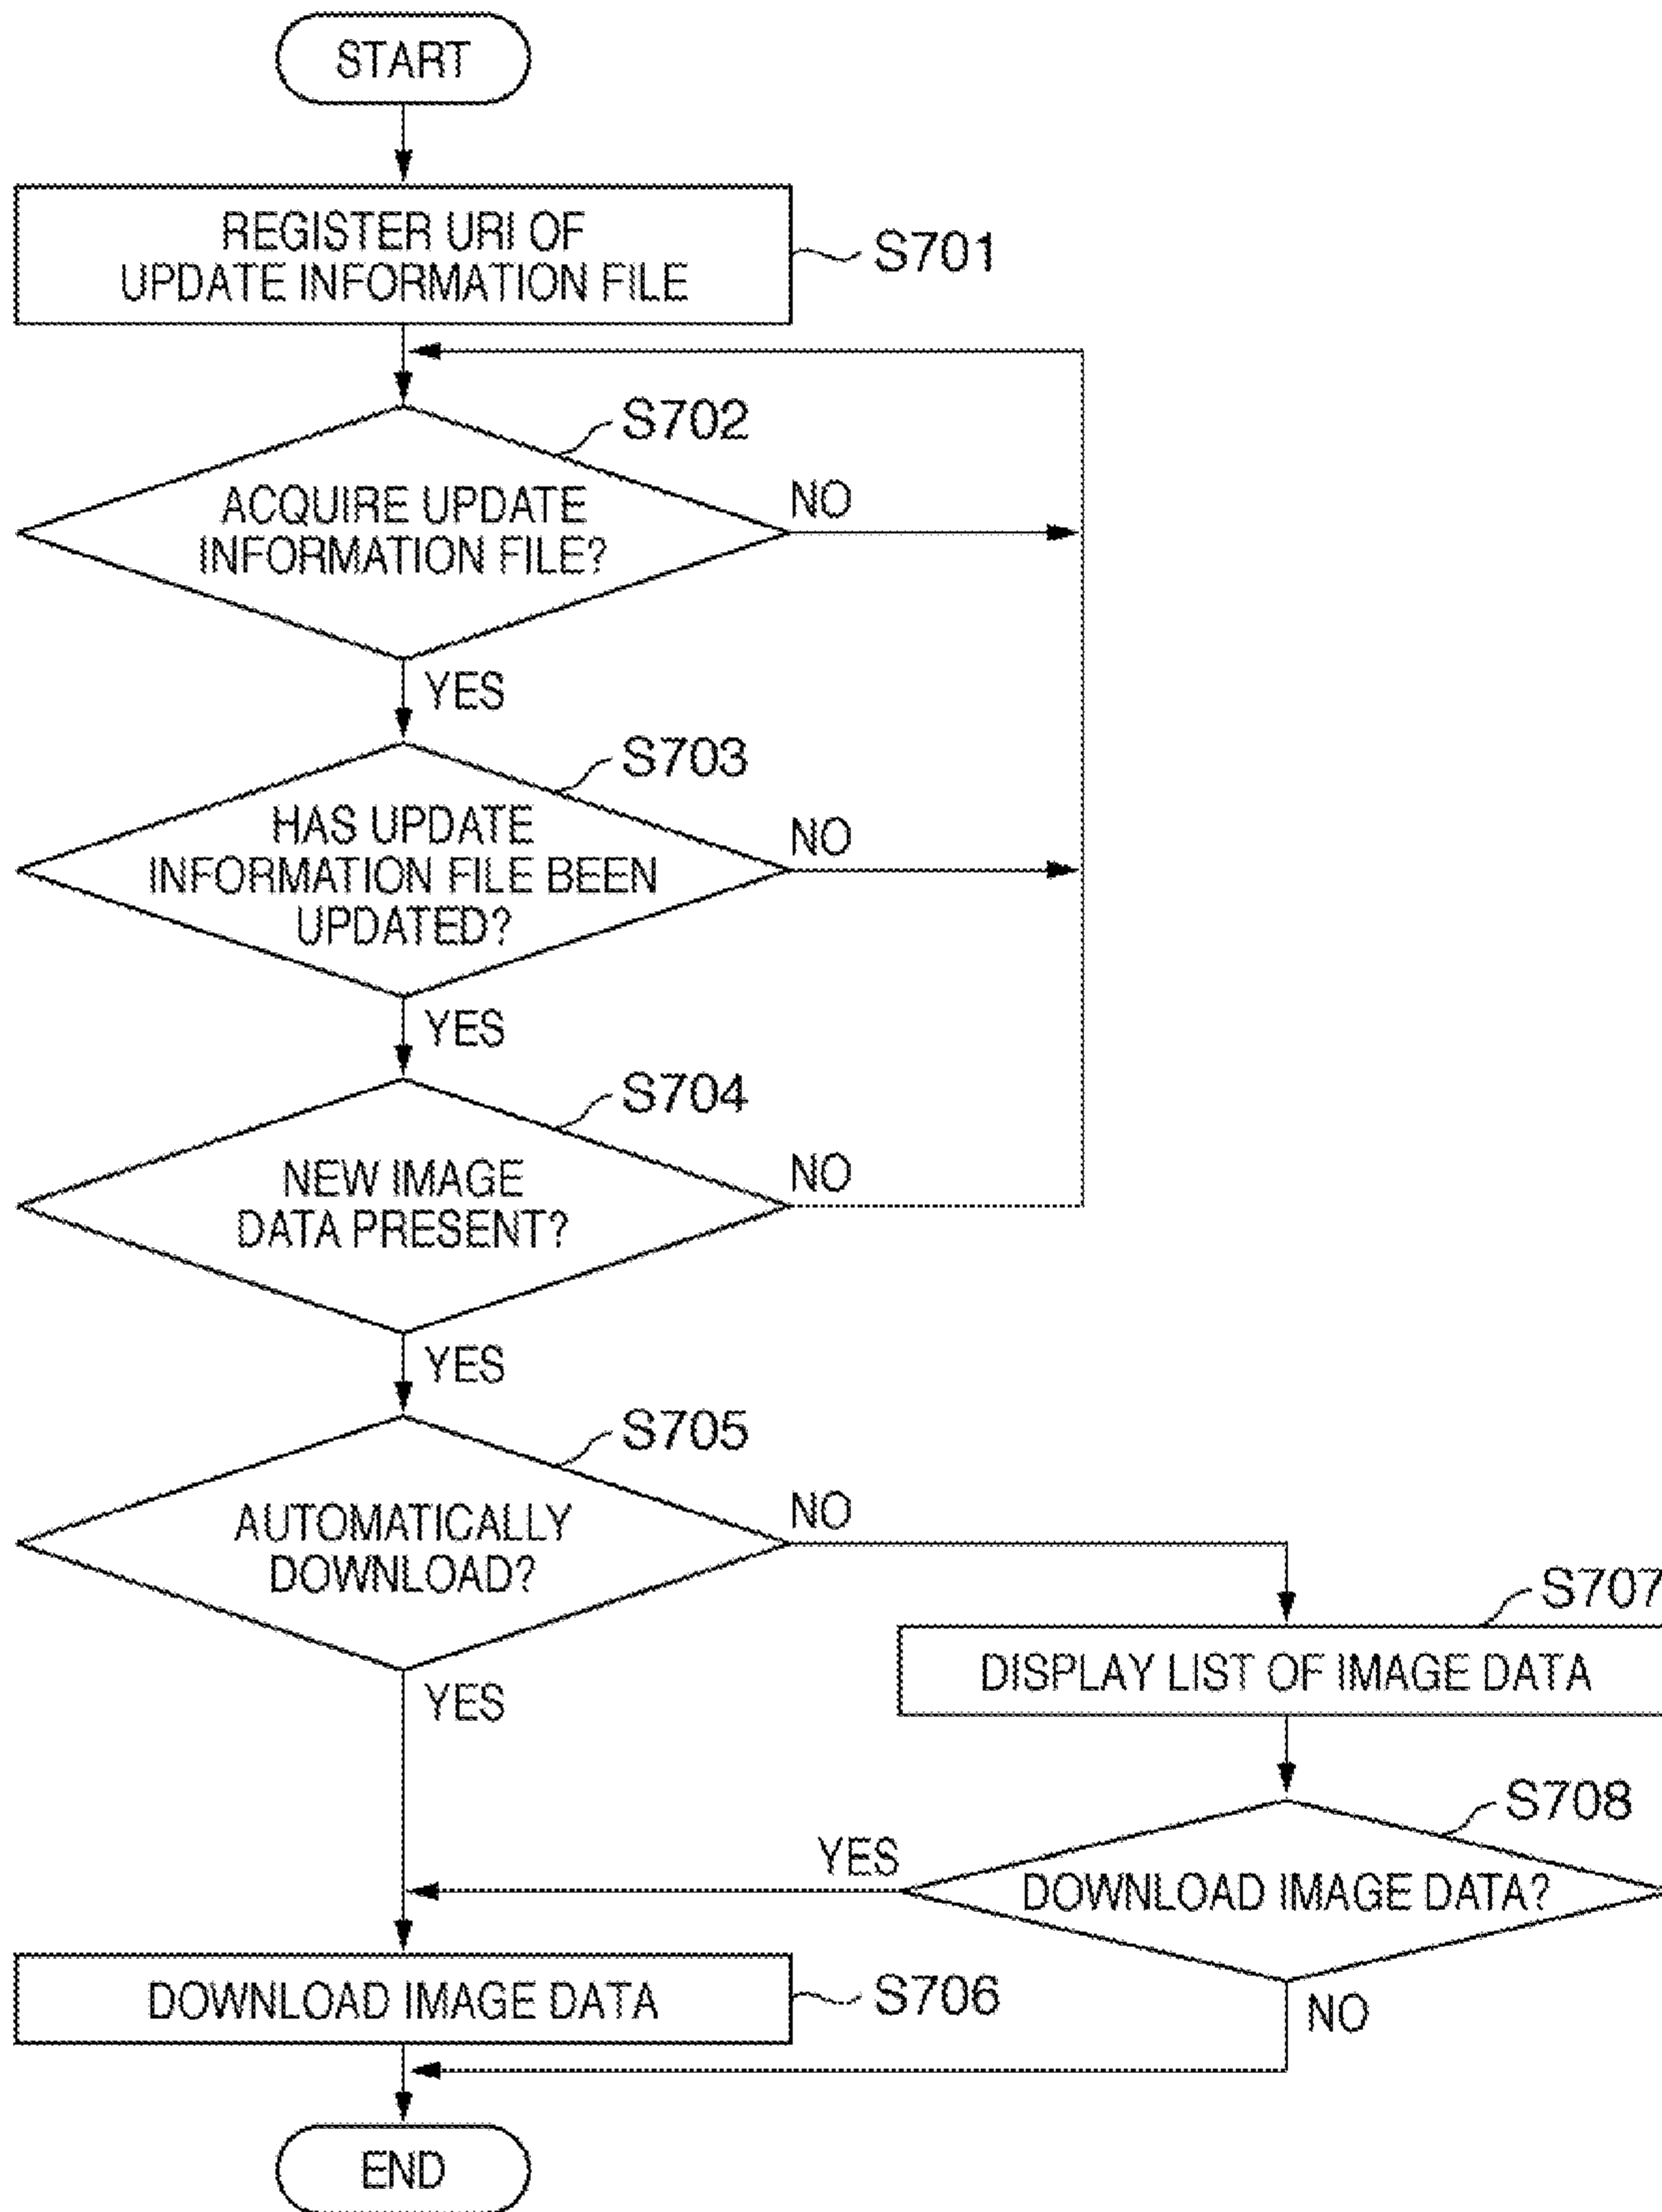 START
REGISTER URI OF
UPDATE INFORMATION FILE
S701
S702
ACQUIRE UPDATE
INFORMATION FILE?
NO
YES
S703
HAS UPDATE
INFORMATION FILE BEEN
UPDATED?
NO
YES
S704
NEW IMAGE
DATA PRESENT?
NO
YES
S705
AUTOMATICALLY
DOWNLOAD?
NO
YES
S707
DISPLAY LIST OF IMAGE DATA
S708
DOWNLOAD IMAGE DATA?
YES
NO
DOWNLOAD IMAGE DATA
S706
END